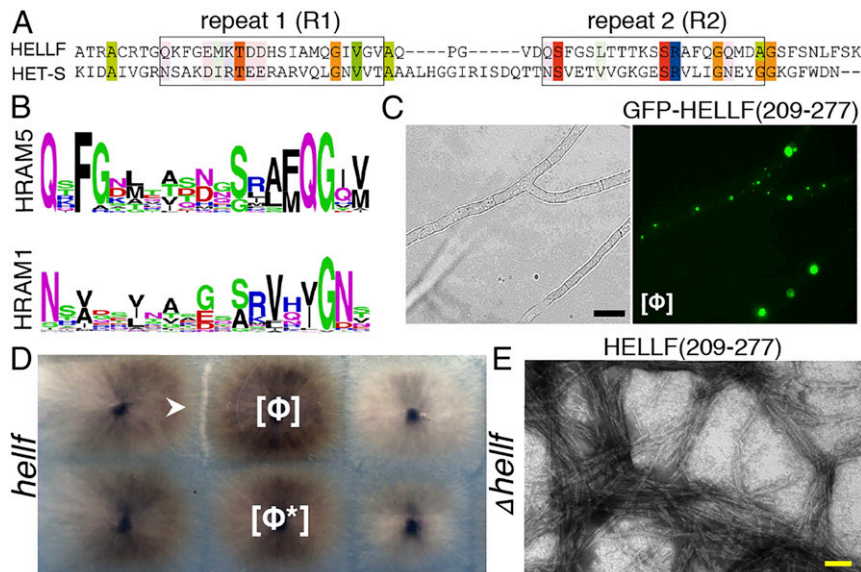 A
repeat 1 (R1)
repeat 2 (R2)
HELLF ATRACRTGQKFGEMKTDDHSIAMQGIVGVAQ----PG----VDQSFGSLTTTKSSRAFQGQMDAGSFSNLFSK
HET-S KIDAIVGRNSAKDIRTEERARVQLGNVVTAAALHGGIRISDQTTNSVETVVGKGESRVLIGNEYGGKGFWDN--
B
C
GFP-HELLF(209-277)
HRAM5
HRAM1
[Φ]
D
E
HELLF(209-277)
hellf
[Φ]
[Φ*]
Δhellf